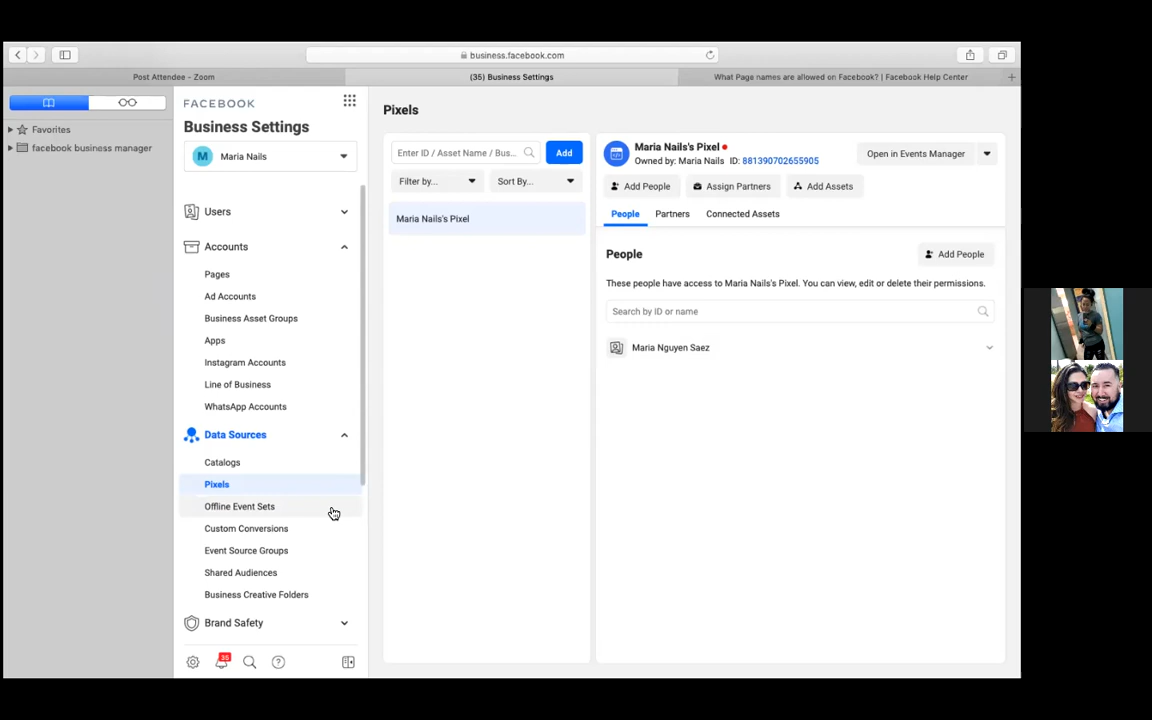 business.facebook.com
Post Attendee - Zoom
(35) Business Settings
What Page names are allowed on Facebook? | Facebook Help Center
Favorites
facebook business manager
FACEBOOK
Business Settings
M Maria Nails
Users
Accounts
Pages
Ad Accounts
Business Asset Groups
Apps
Instagram Accounts
Line of Business
WhatsApp Accounts
Data Sources
Catalogs
Pixels
Offline Event Sets
Custom Conversions
Event Source Groups
Shared Audiences
Business Creative Folders
Brand Safety
35
Pixels
Enter ID / Asset Name / Bus...
Add
Filter by...
Sort By...
Maria Nails's Pixel
Maria Nails's Pixel
Owned by: Maria Nails ID: 881390702655905
Open in Events Manager
Add People
Assign Partners
Add Assets
People
Partners
Connected Assets
People
Add People
These people have access to Maria Nails's Pixel. You can view, edit or delete their permissions.
Search by ID or name
Maria Nguyen Saez